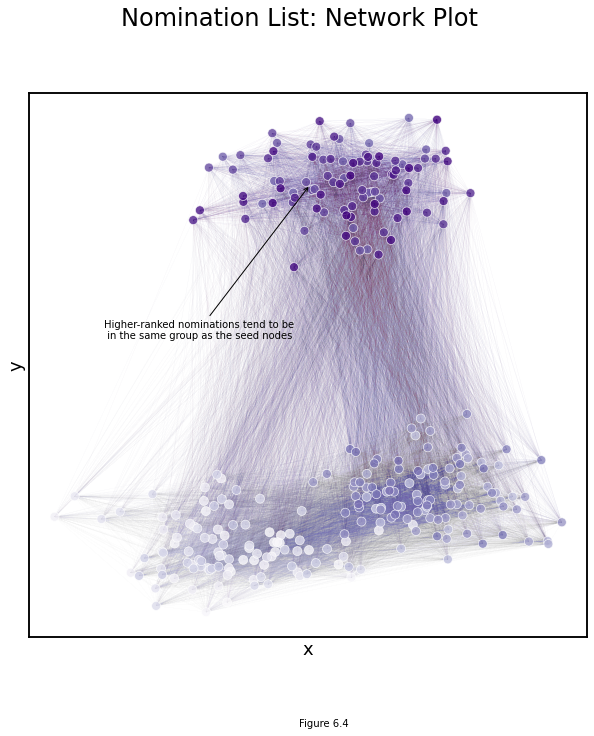 Nomination List: Network Plot
Higher-ranked nominations tend to be
in the same group as the seed nodes
y
x
Figure 6.4